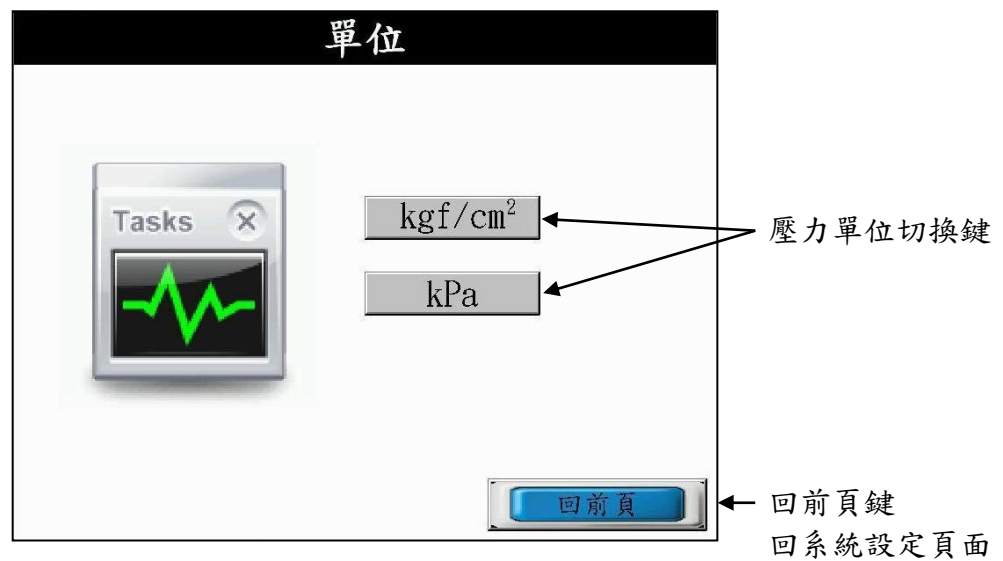 單位
Tasks
kgf/cm²
壓力單位切換鍵
kPa
回前頁
回前頁鍵
回系統設定頁面